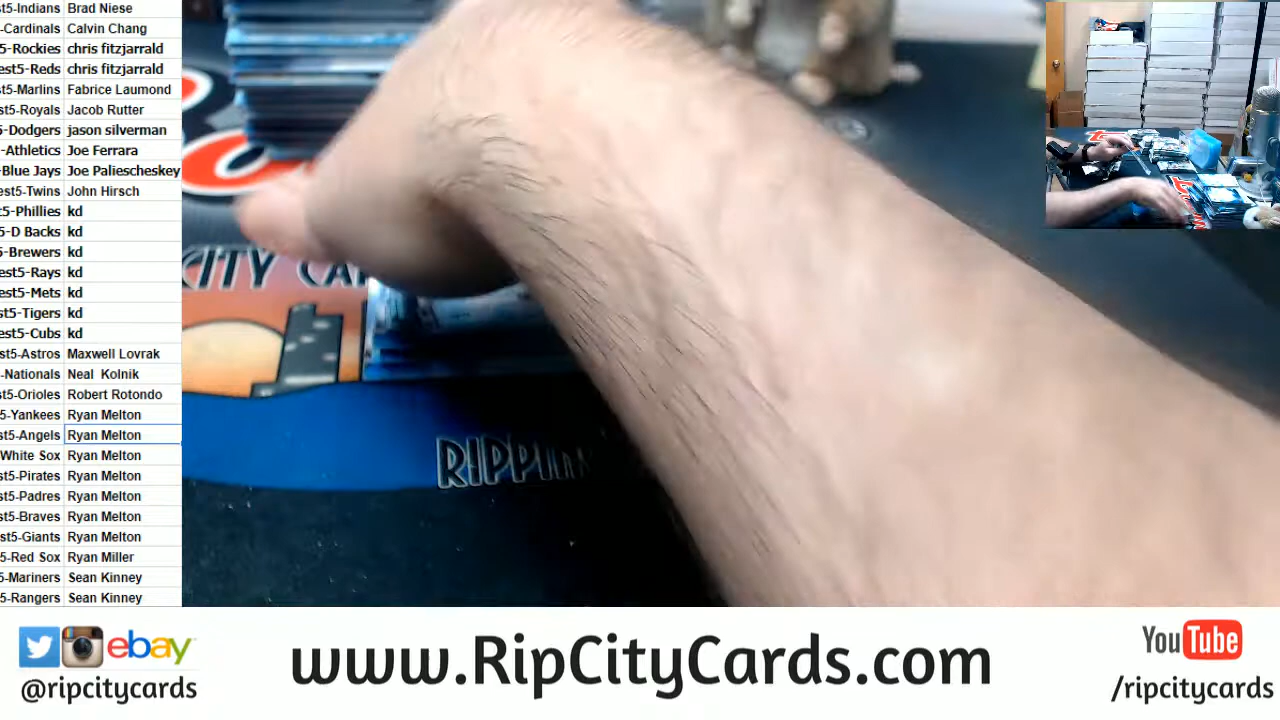 st5-Indians Brad Niese
-Cardinals Calvin Chang
5-Rockies chris fitzjarrald
est5-Reds chris fitzjarrald
st5-Marlins Fabrice Laumond
st5-Royals Jacob Rutter
5-Dodgers jason silverman
-Athletics Joe Ferrara
-Blue Jays Joe Paliescheskey
est5-Twins John Hirsch
t5-Phillies kd
5-D Backs kd
5-Brewers kd
est5-Rays kd
est5-Mets kd
st5-Tigers kd
est5-Cubs kd
st5-Astros Maxwell Lovrak
-Nationals Neal Kolnik
st5-Orioles Robert Rotondo
5-Yankees Ryan Melton
st5-Angels Ryan Melton
White Sox Ryan Melton
st5-Pirates Ryan Melton
st5-Padres Ryan Melton
st5-Braves Ryan Melton
st5-Giants Ryan Melton
5-Red Sox Ryan Miller
5-Mariners Sean Kinney
5-Rangers Sean Kinney
CITY CA
RIPPIN
ebay
@ripcitycards
www.RipCityCards.com
YouTube
/ripcitycards